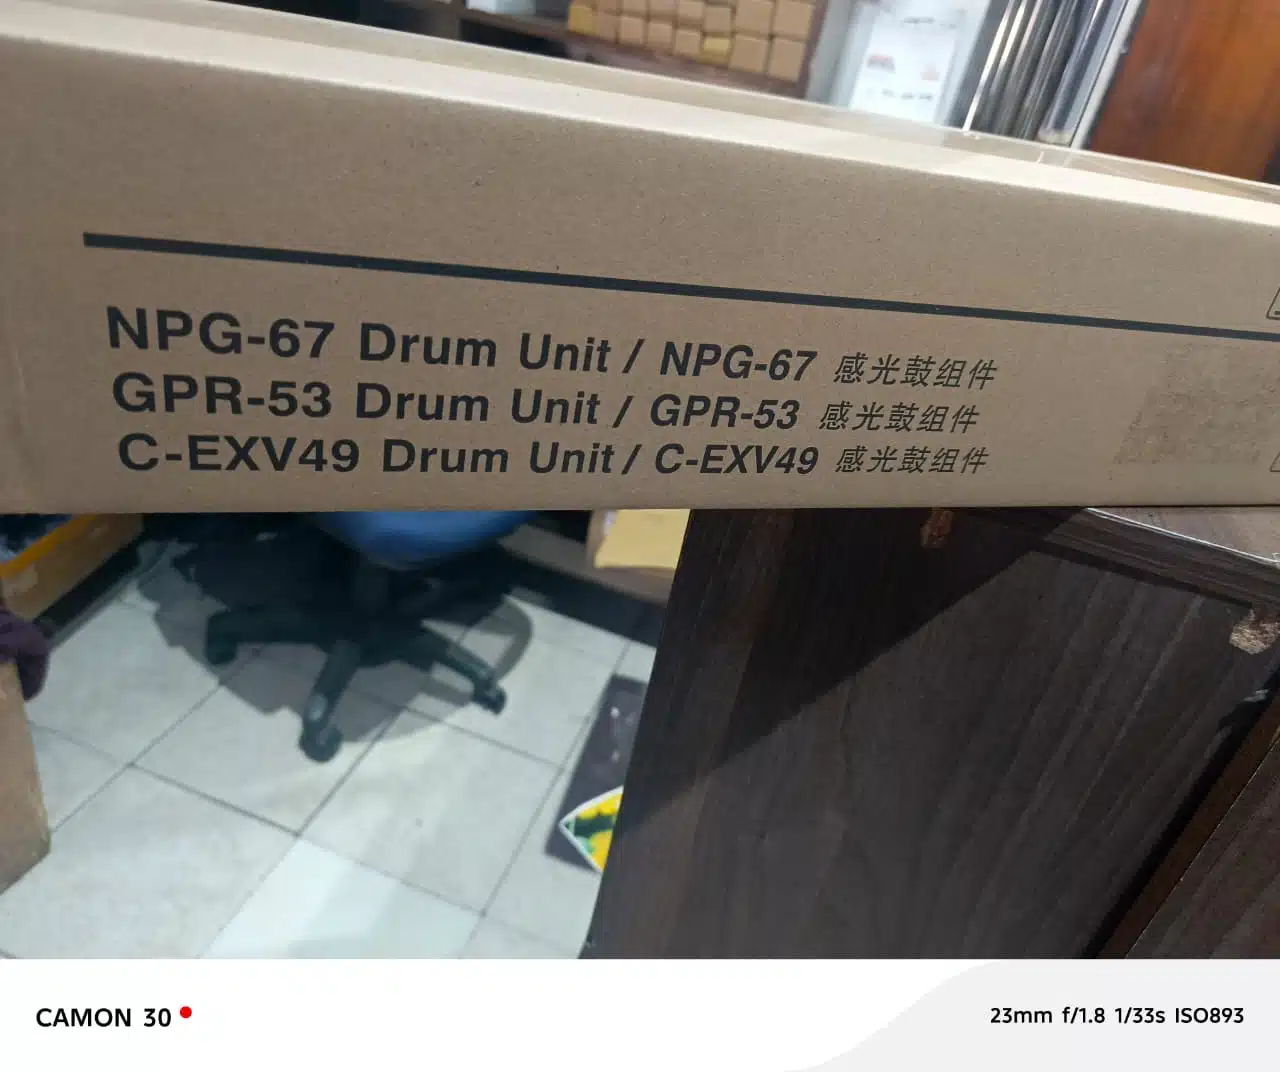 NPG-67 Drum Unit / NPG-67 感光鼓组件
GPR-53 Drum Unit / GPR-53 感光鼓组件
C-EXV49 Drum Unit / C-EXV49 感光鼓组件
CAMON 30
23mm f/1.8 1/33s ISO893